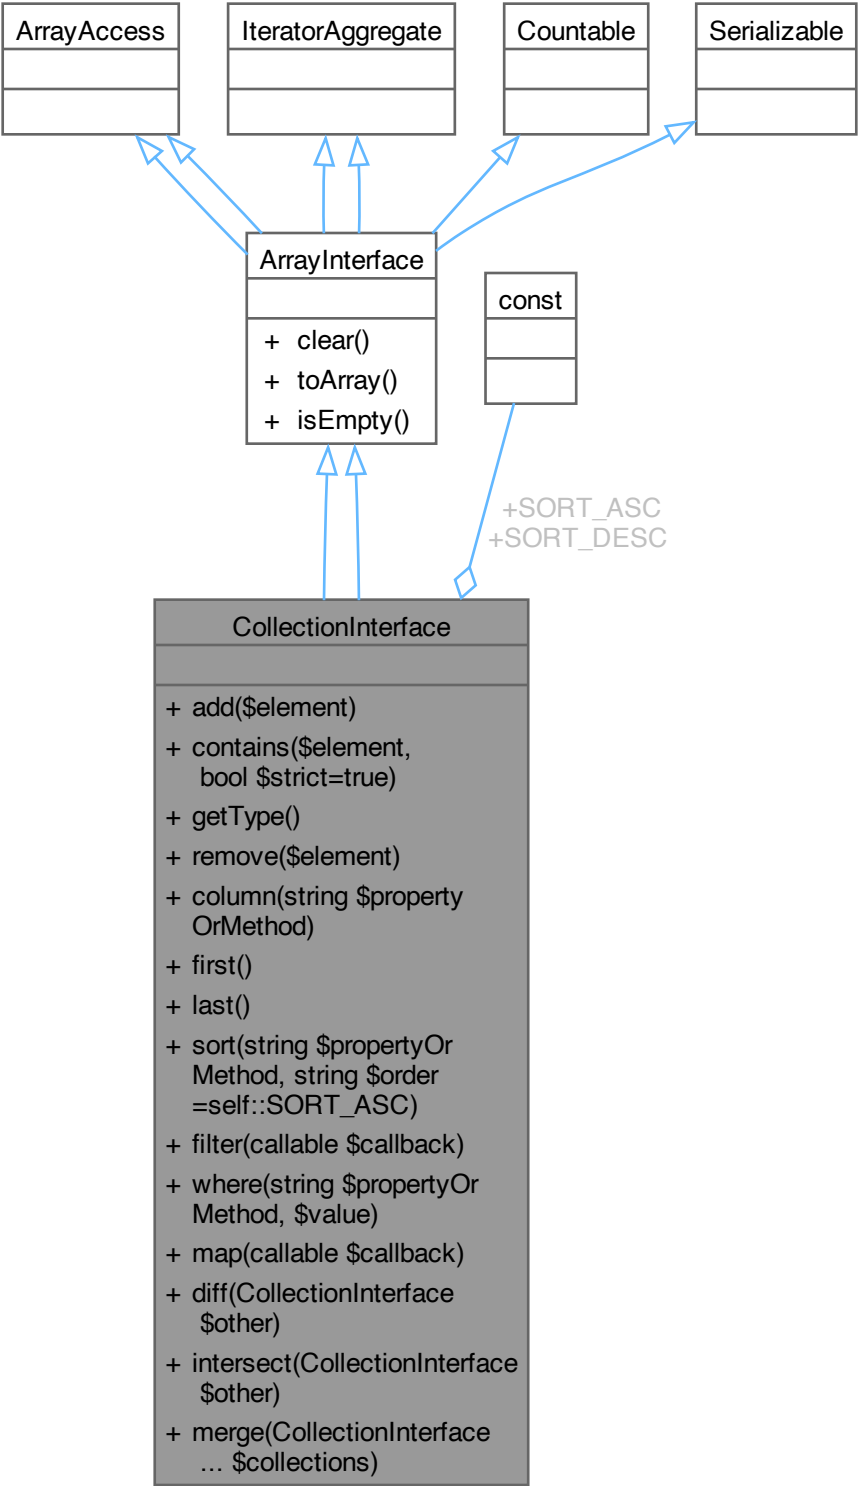 ArrayAccess
IteratorAggregate
Countable
Serializable
ArrayInterface
+ clear()
+ toArray()
+ isEmpty()
const
+SORT_ASC
+SORT_DESC
CollectionInterface
+ add($element)
+ contains($element,
bool $strict=true)
+ getType()
+ remove($element)
+ column(string $property
OrMethod)
+ first()
+ last()
+ sort(string $propertyOr
Method, string $order
=self::SORT_ASC)
+ filter(callable $callback)
+ where(string $propertyOr
Method, $value)
+ map(callable $callback)
+ diff(CollectionInterface
$other)
+ intersect(CollectionInterface
$other)
+ merge(CollectionInterface
... $collections)